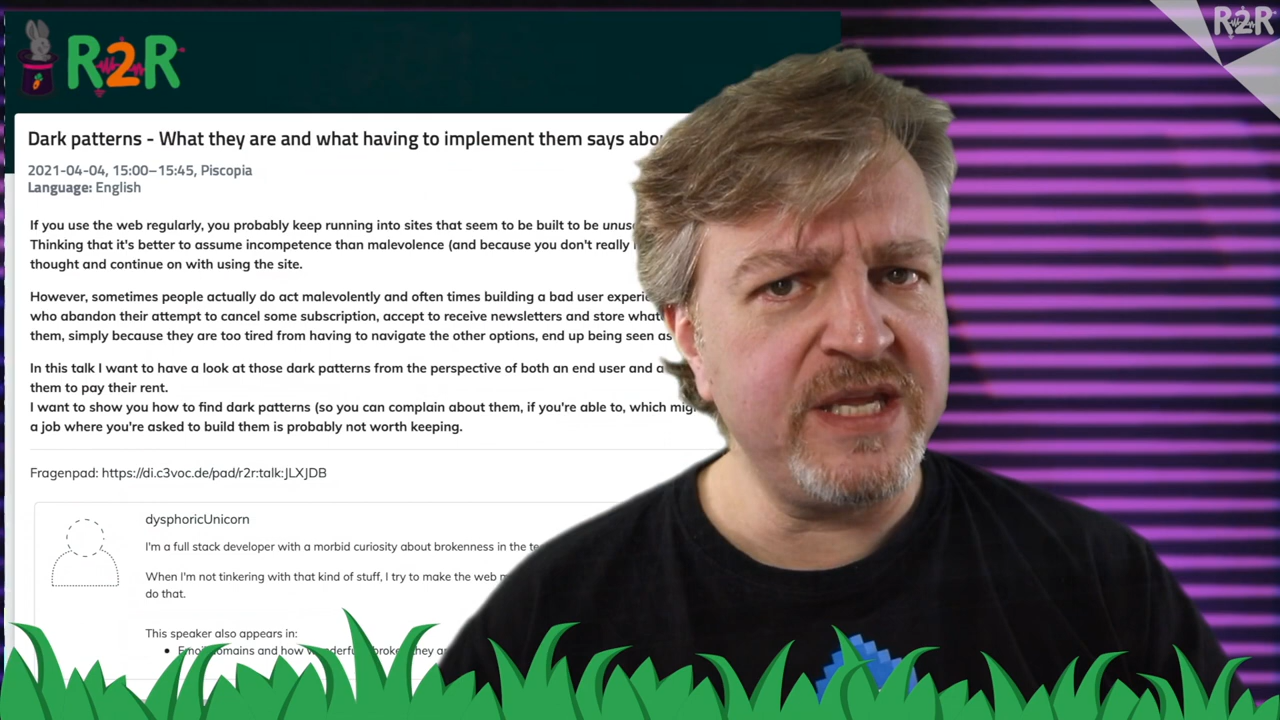 R2R
R2R
Dark patterns - What they are and what having to implement them says abo
2021-04-04, 15:00–15:45, Piscopia
Language: English
If you use the web regularly, you probably keep running into sites that seem to be built to be unus
Thinking that it's better to assume incompetence than malevolence (and because you don't really
thought and continue on with using the site.
However, sometimes people actually do act malevolently and often times building a bad user experie
who abandon their attempt to cancel some subscription, accept to receive newsletters and store what
them, simply because they are too tired from having to navigate the other options, end up being seen as
In this talk I want to have a look at those dark patterns from the perspective of both an end user and a
them to pay their rent.
I want to show you how to find dark patterns (so you can complain about them, if you're able to, which mig
a job where you're asked to build them is probably not worth keeping.
Fragenpad: https://di.c3voc.de/pad/r2r:talk:JLXJDB
dysphoricUnicorn
I'm a full stack developer with a morbid curiosity about brokenness in the te
When I'm not tinkering with that kind of stuff, I try to make the web m
do that.
This speaker also appears in:
• Emoji domains and how wonderfully broken they ar